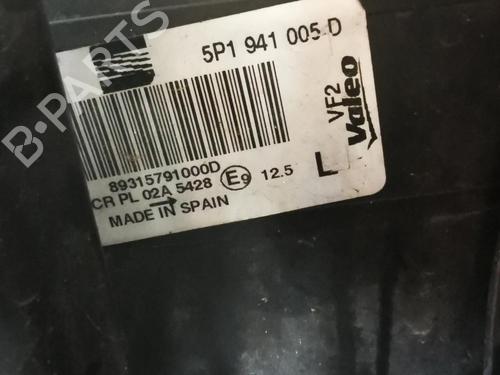 5P1 941 005 D
89315791000D
CR PL 02A 5428 E9 12.5
MADE IN SPAIN
L
VF2
Valeo
B-PARTS